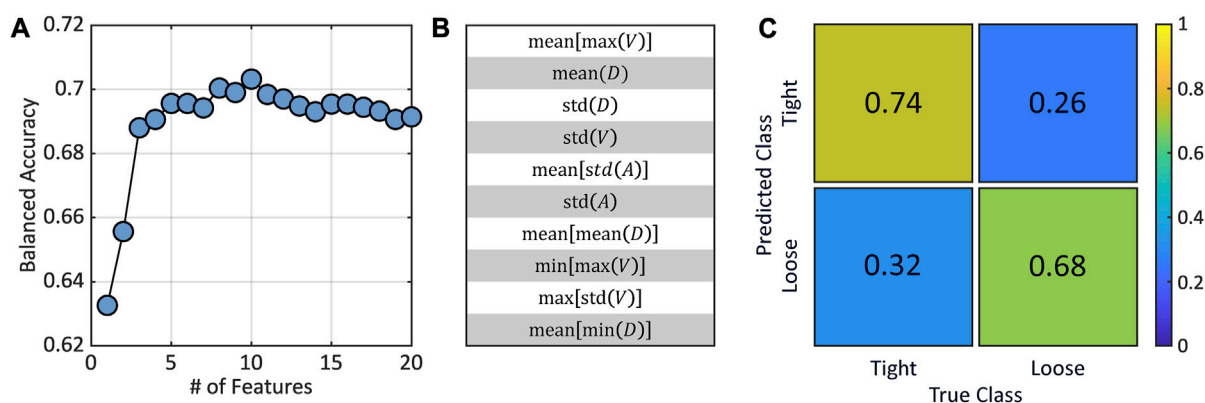 A
Balanced Accuracy
0.72
0.7
0.68
0.66
0.64
0.62
0
5
10
15
20
# of Features
B
mean[max(V)]
mean(D)
std(D)
std(V)
mean[std(A)]
std(A)
mean[mean(D)]
min[max(V)]
max[std(V)]
mean[min(D)]
C
Predicted Class
Tight
Loose
0.74
0.26
0.32
0.68
Tight
Loose
True Class
1
0.8
0.6
0.4
0.2
0